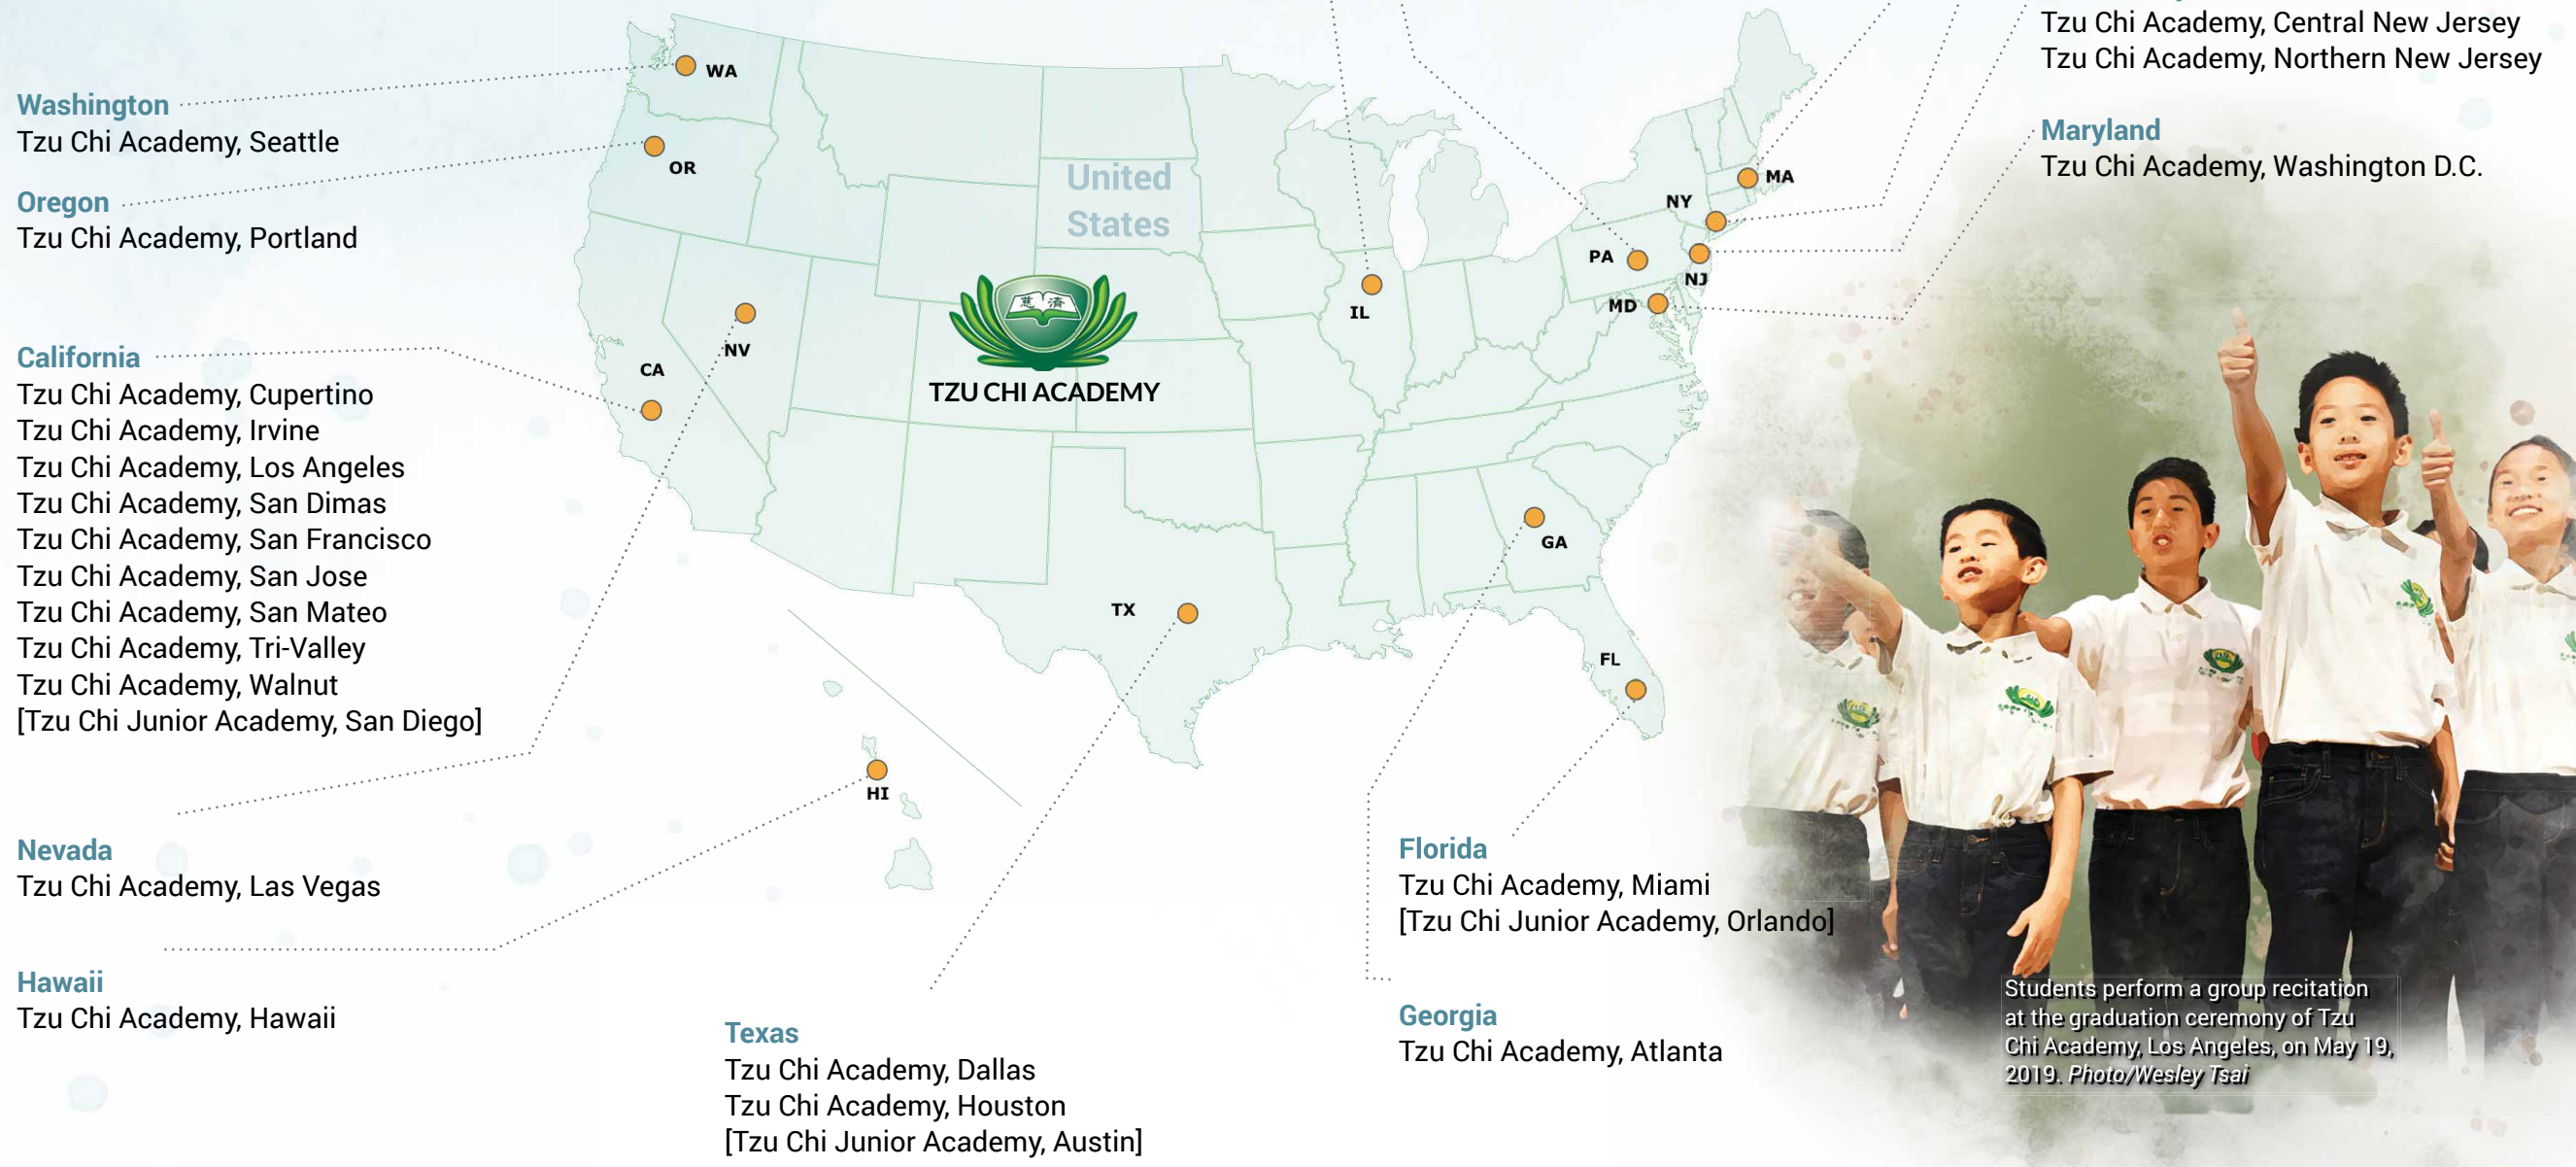 Tzu Chi Academy, Central New Jersey
Tzu Chi Academy, Northern New Jersey
Maryland
Tzu Chi Academy, Washington D.C.
Washington
Tzu Chi Academy, Seattle
Oregon
Tzu Chi Academy, Portland
California
Tzu Chi Academy, Cupertino
Tzu Chi Academy, Irvine
Tzu Chi Academy, Los Angeles
Tzu Chi Academy, San Dimas
Tzu Chi Academy, San Francisco
Tzu Chi Academy, San Jose
Tzu Chi Academy, San Mateo
Tzu Chi Academy, Tri-Valley
Tzu Chi Academy, Walnut
[Tzu Chi Junior Academy, San Diego]
Nevada
Tzu Chi Academy, Las Vegas
Hawaii
Tzu Chi Academy, Hawaii
WA
OR
United
States
MA
NY
PA
NJ
MD
IL
NV
CA
慈濟
TZU CHI ACADEMY
GA
TX
FL
HI
Texas
Tzu Chi Academy, Dallas
Tzu Chi Academy, Houston
[Tzu Chi Junior Academy, Austin]
Florida
Tzu Chi Academy, Miami
[Tzu Chi Junior Academy, Orlando]
Georgia
Tzu Chi Academy, Atlanta
Students perform a group recitation
at the graduation ceremony of Tzu
Chi Academy, Los Angeles, on May 19,
2019. Photo/Wesley Tsai